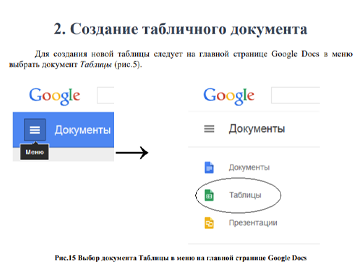 2. Создание табличного документа
Для создания новой таблицы следует на главной странице Google Docs в меню
выбрать документ Таблицы (рис.5).
Google
Документы
Меню
Google
Документы
Документы
Таблицы
Презентации
Рис.15 Выбор документа Таблицы в меню на главной странице Google Docs